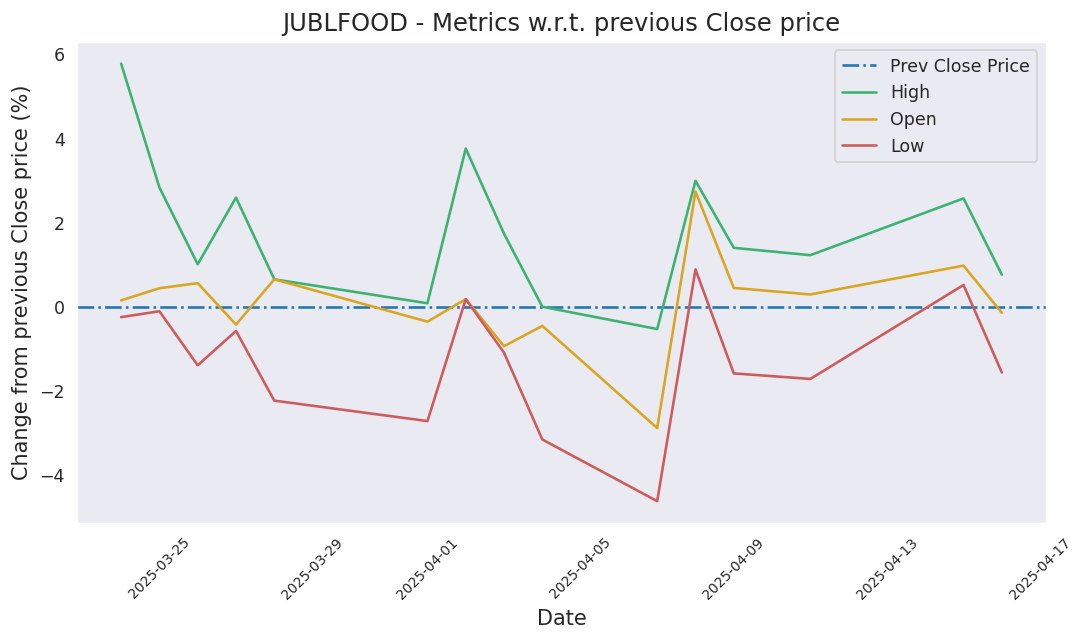 JUBLFOOD - Metrics w.r.t. previous Close price
Change from previous Close price (%)
6
4
2
0
−2
−4
Prev Close Price
High
Open
Low
2025-03-25
2025-03-29
2025-04-01
2025-04-05
2025-04-09
2025-04-13
2025-04-17
Date